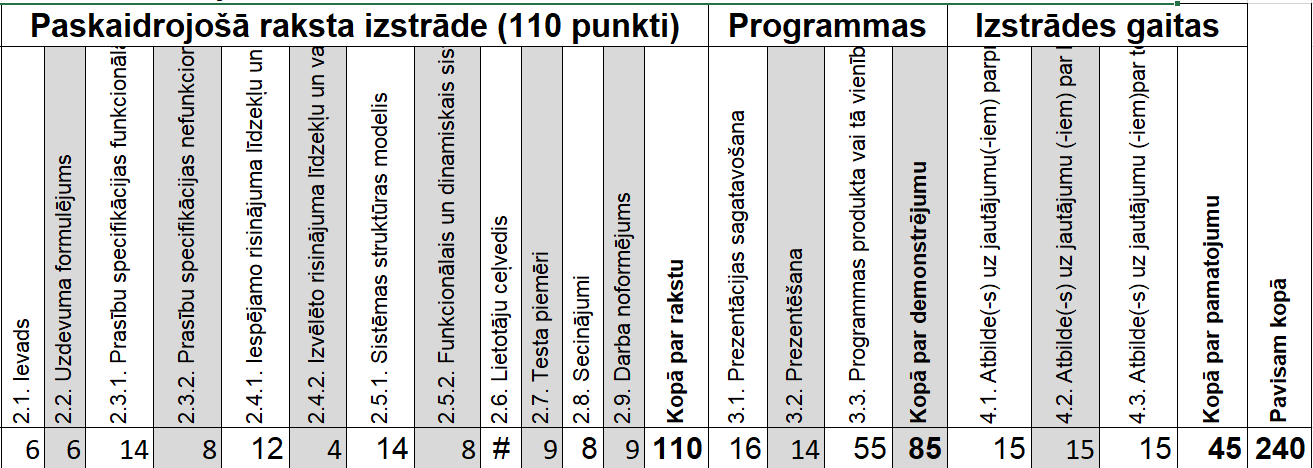 Paskaidrojošā raksta izstrāde (110 punkti)
Programmas
Izstrādes gaitas
2.1. Ievads
2.2. Uzdevuma formulējums
2.3.1. Prasību specifikācijas funkcionāl
2.3.2. Prasību specifikācijas nefunkcion
2.4.1. Iespējamo risinājuma līdzekļu un
2.4.2. Izvēlēto risinājuma līdzekļu un va
2.5.1. Sistēmas struktūras modelis
2.5.2. Funkcionālais un dinamiskais sis
2.6. Lietotāju ceļvedis
2.7. Testa piemēri
2.8. Secinājumi
2.9. Darba noformējums
Kopā par rakstu
3.1. Prezentācijas sagatavošana
3.2. Prezentēšana
3.3. Programmas produkta vai tā vienīb
Kopā par demonstrējumu
4.1. Atbilde(-s) uz jautājumu(-iem) parp
4.2. Atbilde(-s) uz jautājumu (-iem) par
4.3. Atbilde(-s) uz jautājumu (-iem)par te
Kopā par pamatojumu
Pavisam kopā
6 6 14 8 12 4 14 8 # 9 8 9 110 16 14 55 85 15 15 15 45 240